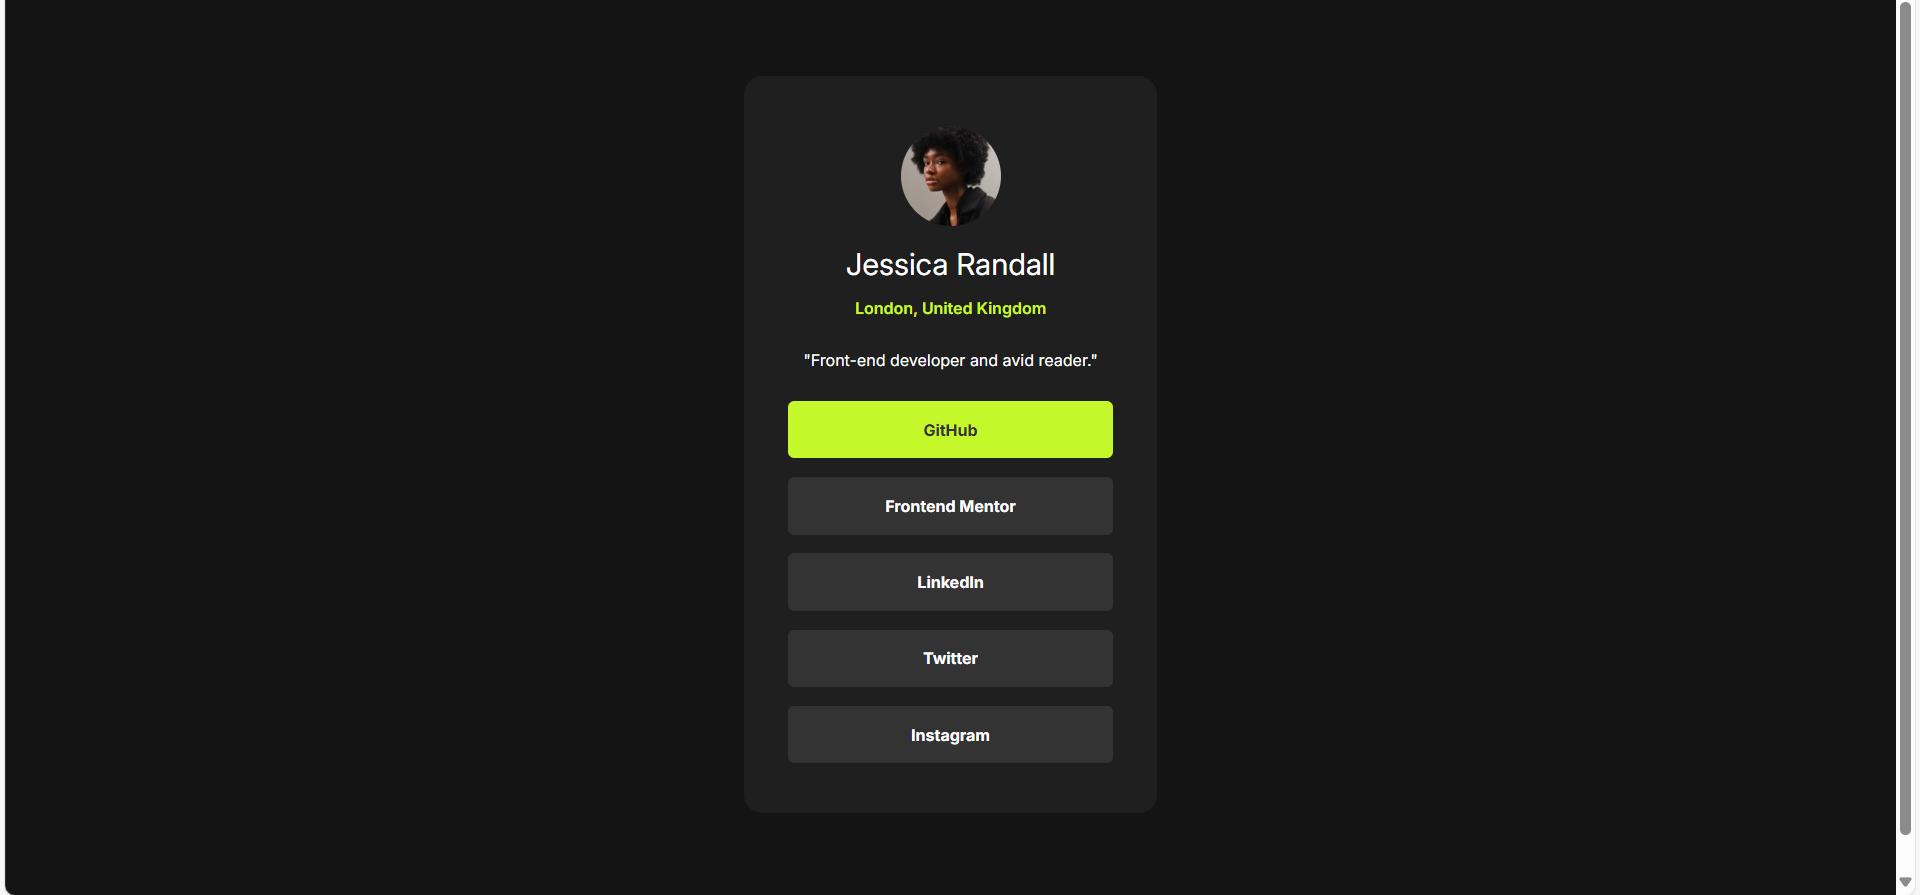 Jessica Randall
London, United Kingdom
"Front-end developer and avid reader."
GitHub
Frontend Mentor
LinkedIn
Twitter
Instagram